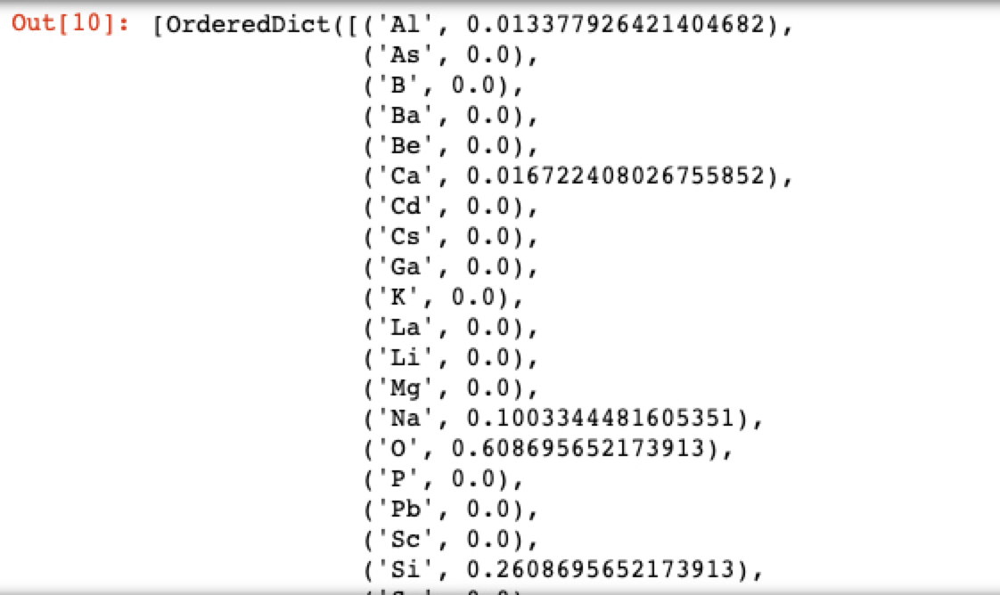 Out[10]: [OrderedDict([('Al', 0.013377926421404682),
('As', 0.0),
('B', 0.0),
('Ba', 0.0),
('Be', 0.0),
('Ca', 0.016722408026755852),
('Cd', 0.0),
('Cs', 0.0),
('Ga', 0.0),
('K', 0.0),
('La', 0.0),
('Li', 0.0),
('Mg', 0.0),
('Na', 0.1003344481605351),
('O', 0.608695652173913),
('P', 0.0),
('Pb', 0.0),
('Sc', 0.0),
('Si', 0.2608695652173913),